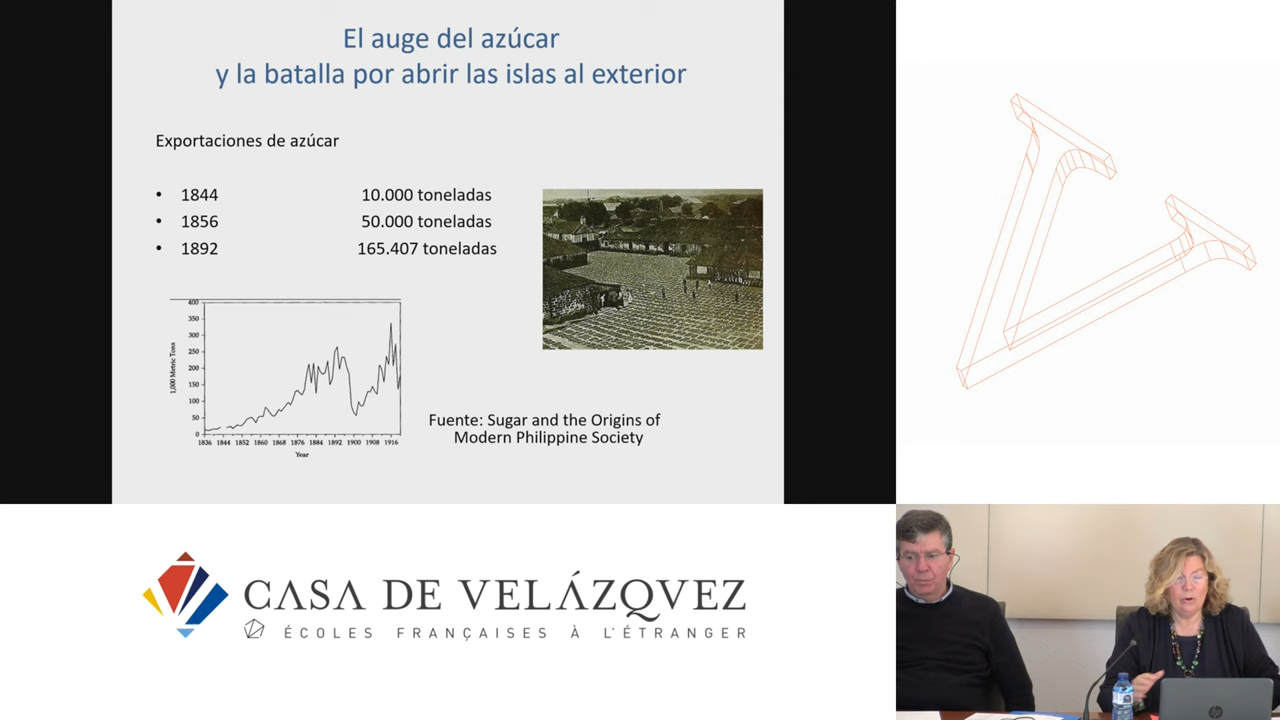 El auge del azúcar
y la batalla por abrir las islas al exterior
Exportaciones de azúcar
• 1844 10.000 toneladas
• 1856 50.000 toneladas
• 1892 165.407 toneladas
400
350
300
250
200
150
100
50
0
1,000 Metric Tons
1836 1844 1852 1860 1868 1876 1884 1892 1900 1908 1916
Year
Fuente: Sugar and the Origins of
Modern Philippine Society
CASA DE VELÁZQVEZ
ÉCOLES FRANÇAISES À L'ÉTRANGER
hp